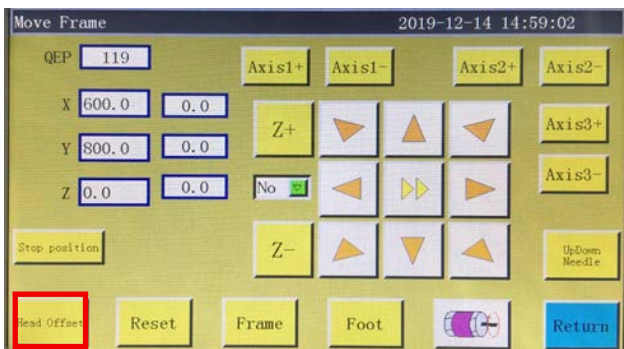 Move Frame 2019-12-14 14:59:02
QEP 119 Axis1+ Axis1- Axis2+ Axis2-
X 600.0 0.0 Z+ Axis3+
Y 800.0 0.0
Z 0.0 0.0 No Axis3-
Stop position Z- UpDown
Needle
Head Offset Reset Frame Foot Return